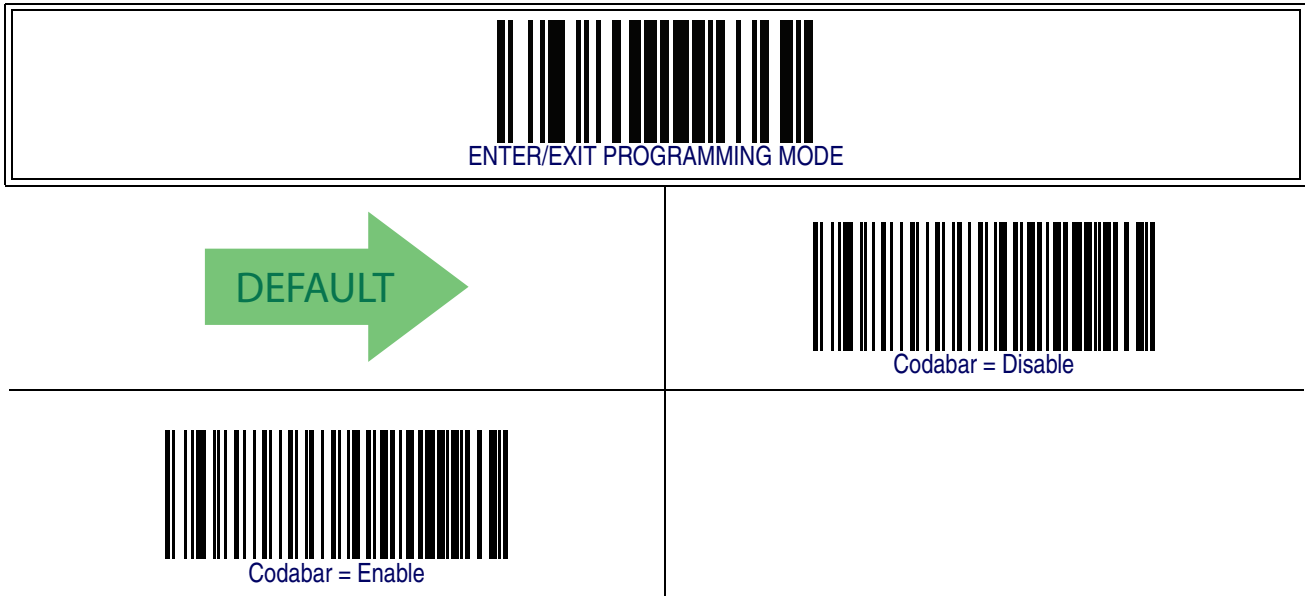 ENTER/EXIT PROGRAMMING MODE
DEFAULT
Codabar = Disable
Codabar = Enable